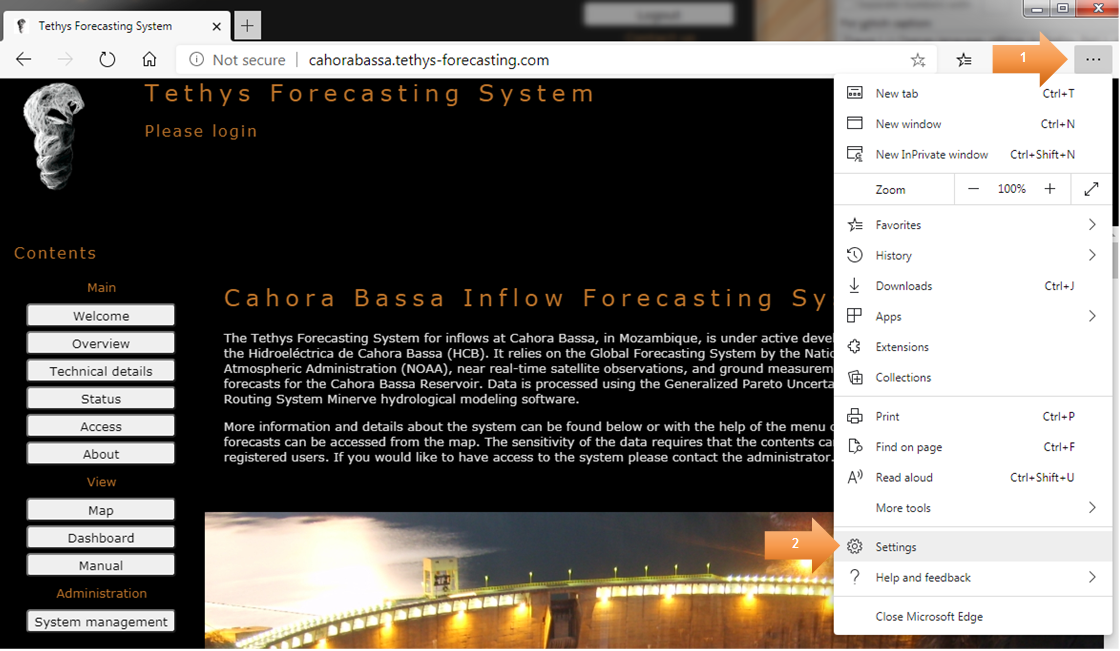 Logout
Tethys Forecasting System
Not secure
cahorabassa.tethys-forecasting.com
1
Tethys Forecasting System
Please login
Contents
Main
Welcome
Overview
Technical details
Status
Access
About
View
Map
Dashboard
Manual
Administration
System management
Cahora Bassa Inflow Forecasting Sy
The Tethys Forecasting System for inflows at Cahora Bassa, in Mozambique, is under active devel
the Hidroeléctrica de Cahora Bassa (HCB). It relies on the Global Forecasting System by the Natio
Atmospheric Administration (NOAA), near real-time satellite observations, and ground measurem
forecasts for the Cahora Bassa Reservoir. Data is processed using the Generalized Pareto Uncerta
Routing System Minerve hydrological modeling software.
More information and details about the system can be found below or with the help of the menu o
forecasts can be accessed from the map. The sensitivity of the data requires that the contents can
registered users. If you would like to have access to the system please contact the administrator.
New tab Ctrl+T
New window Ctrl+N
New InPrivate window Ctrl+Shift+N
Zoom 100%
Favorites
History
Downloads Ctrl+J
Apps
Extensions
Collections
Print Ctrl+P
Find on page Ctrl+F
Read aloud Ctrl+Shift+U
More tools
2
Settings
Help and feedback
Close Microsoft Edge